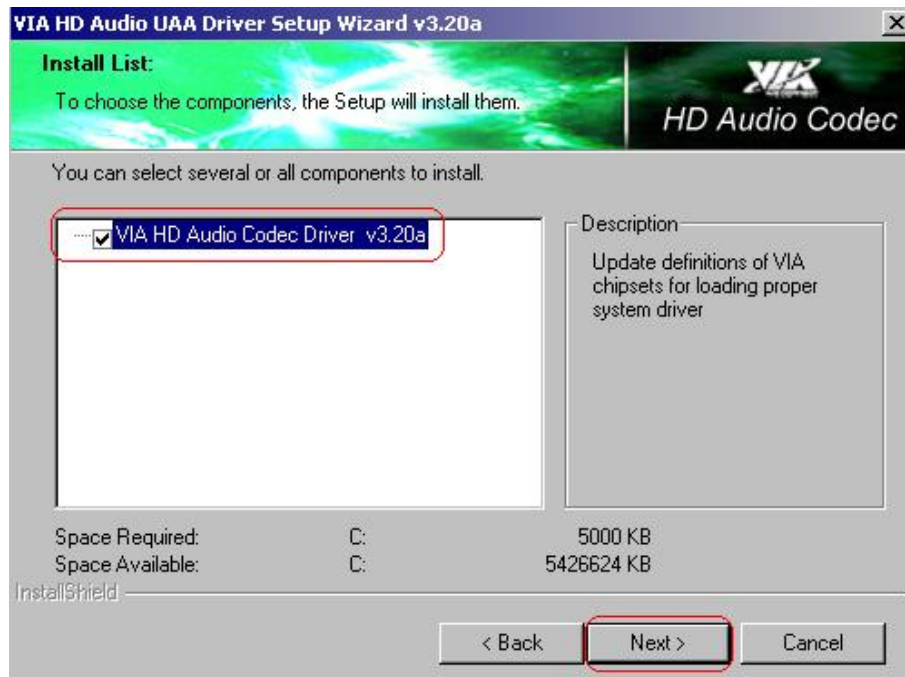 VIA HD Audio UAA Driver Setup Wizard v3.20a
Install List:
To choose the components, the Setup will install them.
VIA
HD Audio Codec
You can select several or all components to install.
VIA HD Audio Codec Driver v3.20a
Description
Update definitions of VIA
chipsets for loading proper
system driver
Space Required: C: 5000 KB
Space Available: C: 5426624 KB
InstallShield
< Back Next > Cancel